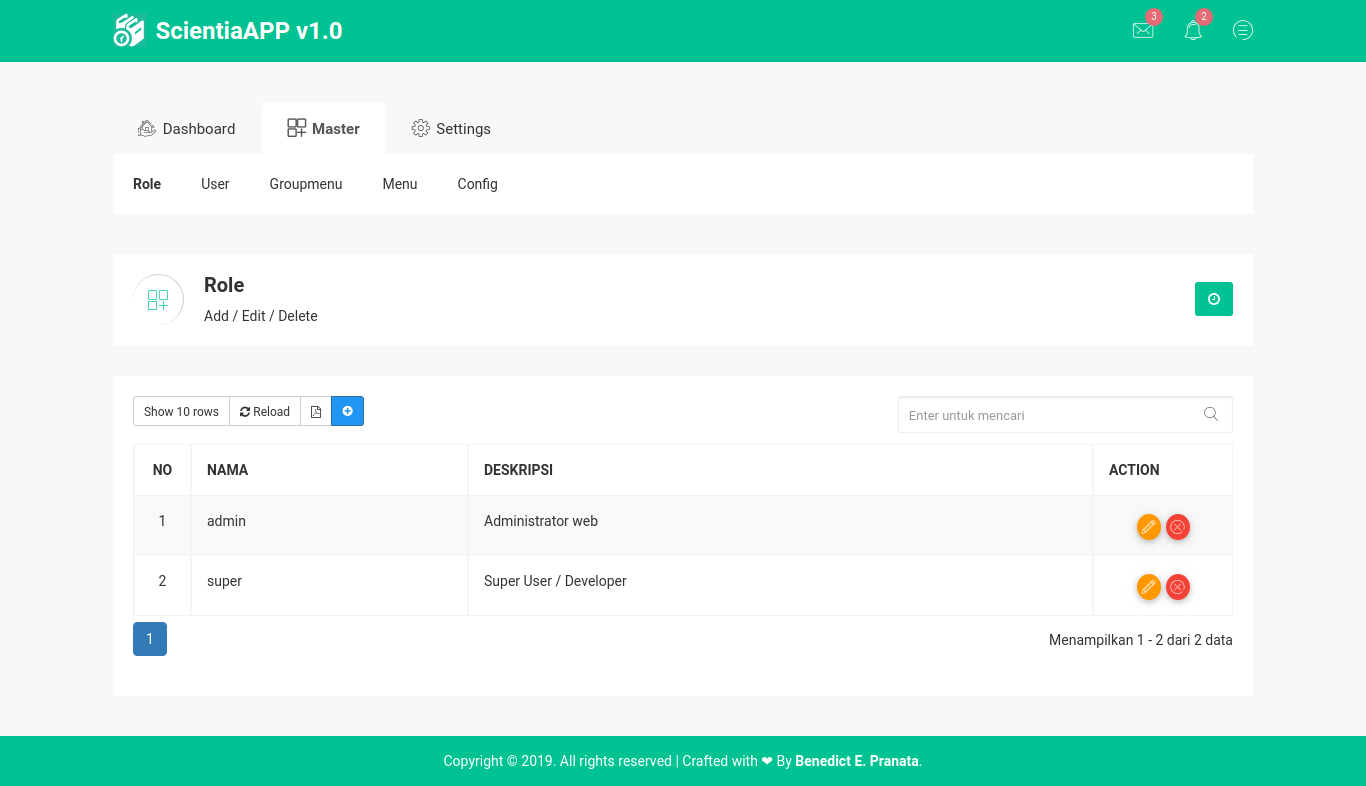 ScientiaAPP v1.0
3
2
Dashboard
Master
Settings
Role
User
Groupmenu
Menu
Config
Role
Add / Edit / Delete
Show 10 rows
Reload
Enter untuk mencari
NO NAMA DESKRIPSI ACTION
1 admin Administrator web
2 super Super User / Developer
1
Menampilkan 1 - 2 dari 2 data
Copyright © 2019. All rights reserved | Crafted with ❤ By Benedict E. Pranata.